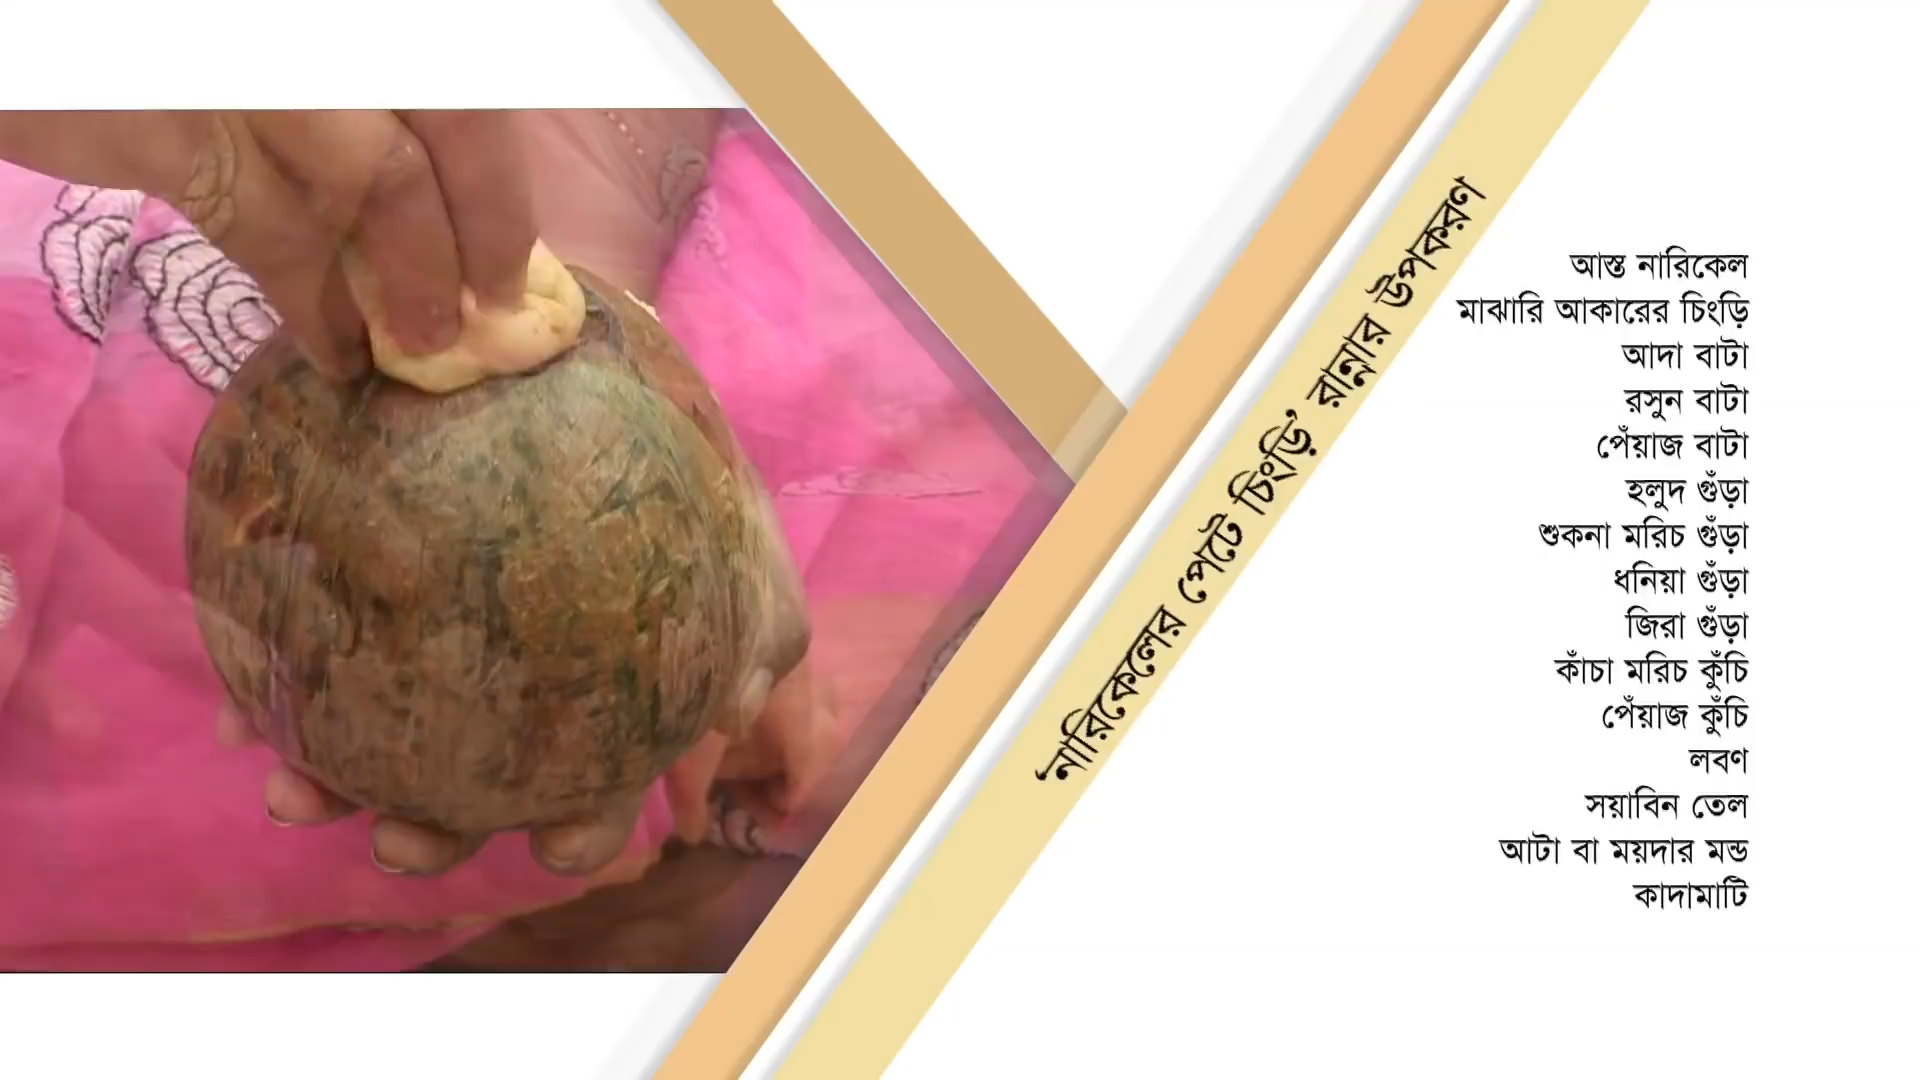 ‘নারিকেলের পেটে চিংড়ি’ রান্নার উপকরণ
আস্ত নারিকেল
মাঝারি আকারের চিংড়ি
আদা বাটা
রসুন বাটা
পেঁয়াজ বাটা
হলুদ গুঁড়া
শুকনা মরিচ গুঁড়া
ধনিয়া গুঁড়া
জিরা গুঁড়া
কাঁচা মরিচ কুঁচি
পেঁয়াজ কুঁচি
লবণ
সয়াবিন তেল
আটা বা ময়দার মন্ড
কাদামাটি